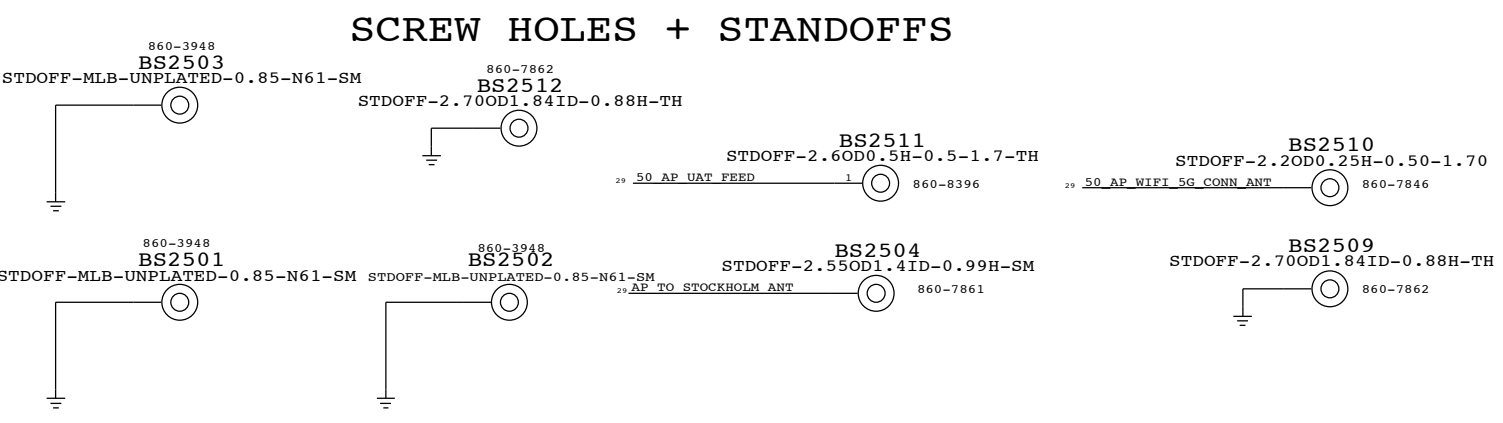 SCREW HOLES + STANDOFFS
860-3948
BS2503
STDOFF-MLB-UNPLATED-0.85-N61-SM
860-7862
BS2512
STDOFF-2.70OD1.84ID-0.88H-TH
BS2511
STDOFF-2.6OD0.5H-0.5-1.7-TH
29 50_AP_UAT_FEED 1
860-8396
BS2510
STDOFF-2.2OD0.25H-0.50-1.70
29 50_AP_WIFI_5G_CONN_ANT
860-7846
860-3948
BS2501
STDOFF-MLB-UNPLATED-0.85-N61-SM
860-3948
BS2502
STDOFF-MLB-UNPLATED-0.85-N61-SM
BS2504
STDOFF-2.55OD1.4ID-0.99H-SM
29 AP_TO_STOCKHOLM_ANT
860-7861
BS2509
STDOFF-2.70OD1.84ID-0.88H-TH
860-7862